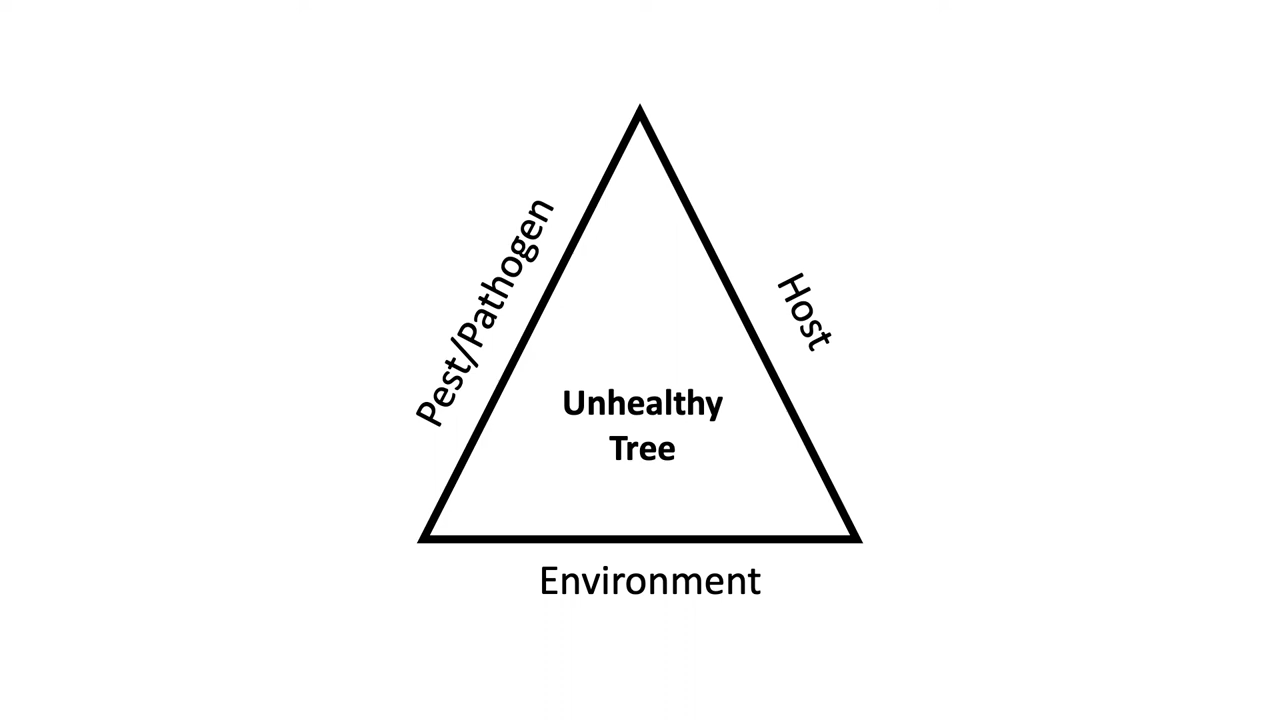 Pest/Pathogen
Host
Unhealthy
Tree
Environment